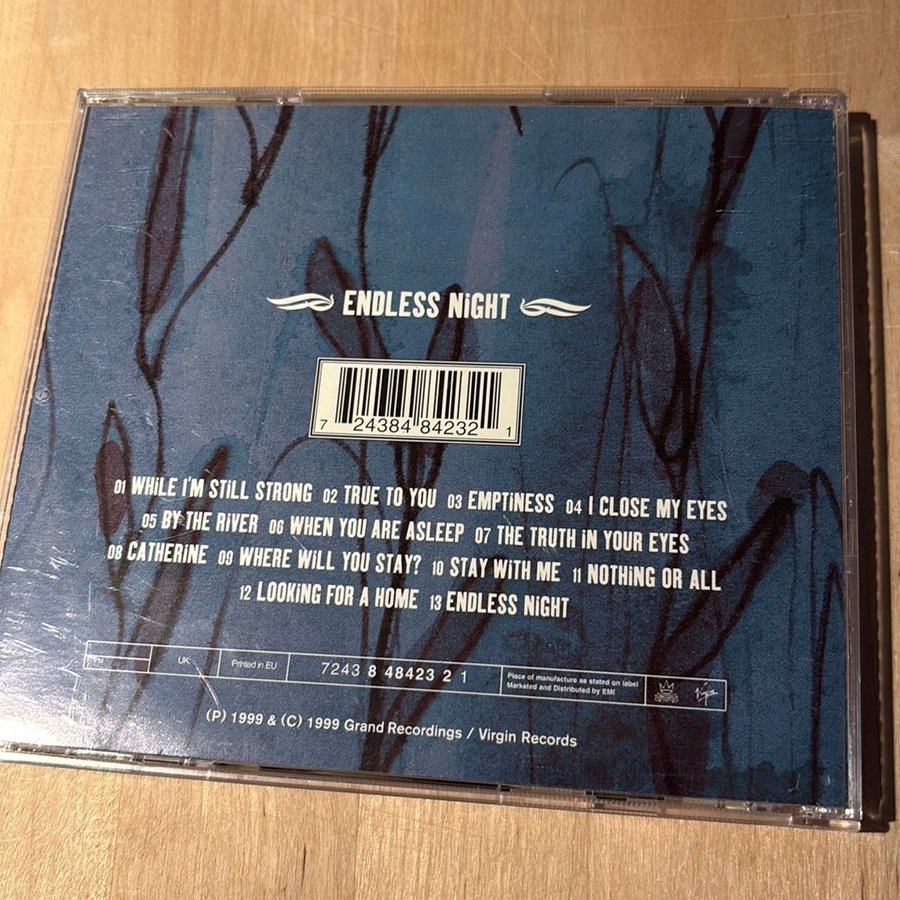 ENDLESS NiGHT
7 24384 84232 1
01 WHiLE I'M STiLL STRONG 02 TRUE TO YOU 03 EMPTiNESS 04 I CLOSE MY EYES
05 BY THE RiVER 06 WHEN YOU ARE ASLEEP 07 THE TRUTH iN YOUR EYES
08 CATHERiNE 09 WHERE WiLL YOU STAY? 10 STAY WiTH ME 11 NOTHiNG OR ALL
12 LOOKiNG FOR A HOME 13 ENDLESS NiGHT
UK Printed in EU 7243 8 48423 2 1 Place of manufacture as stated on label
Marketed and Distributed by EMI
Virgin
(P) 1999 & (C) 1999 Grand Recordings / Virgin Records